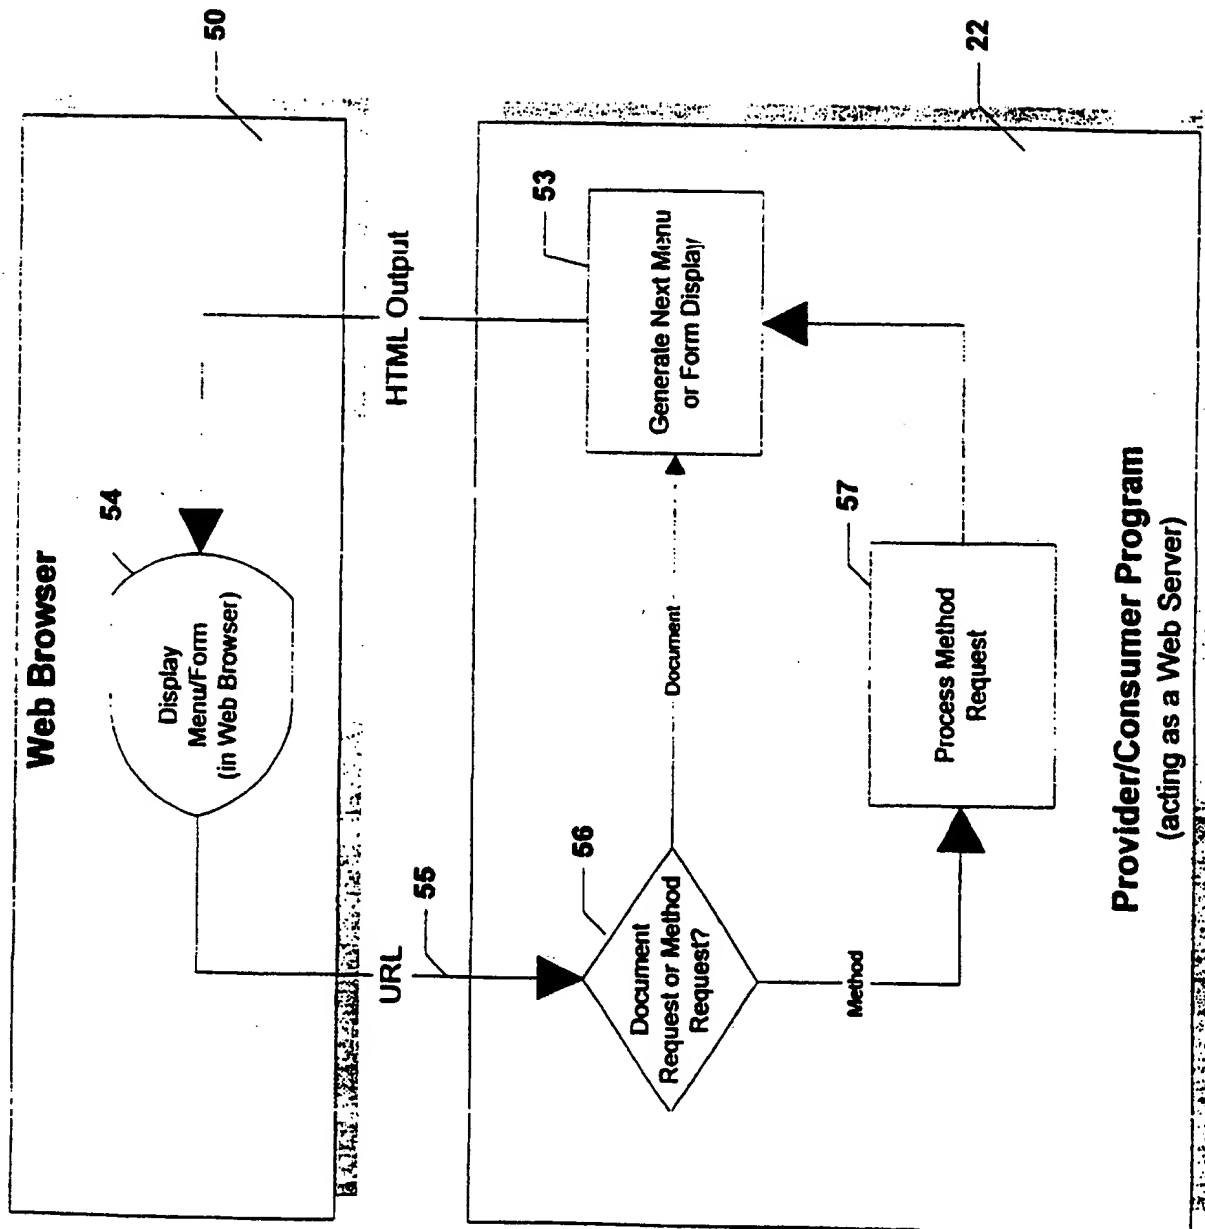 Web Browser
50
54
Display
Menu/Form
(in Web Browser)
URL
55
HTML Output
56
Document
Request or Method
Request?
Document
Method
53
Generate Next Menu
or Form Display
57
Process Method
Request
22
Provider/Consumer Program
(acting as a Web Server)